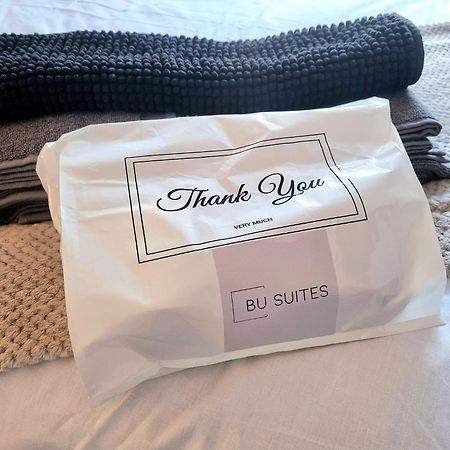 Thank You
VERY MUCH
BU SUITES